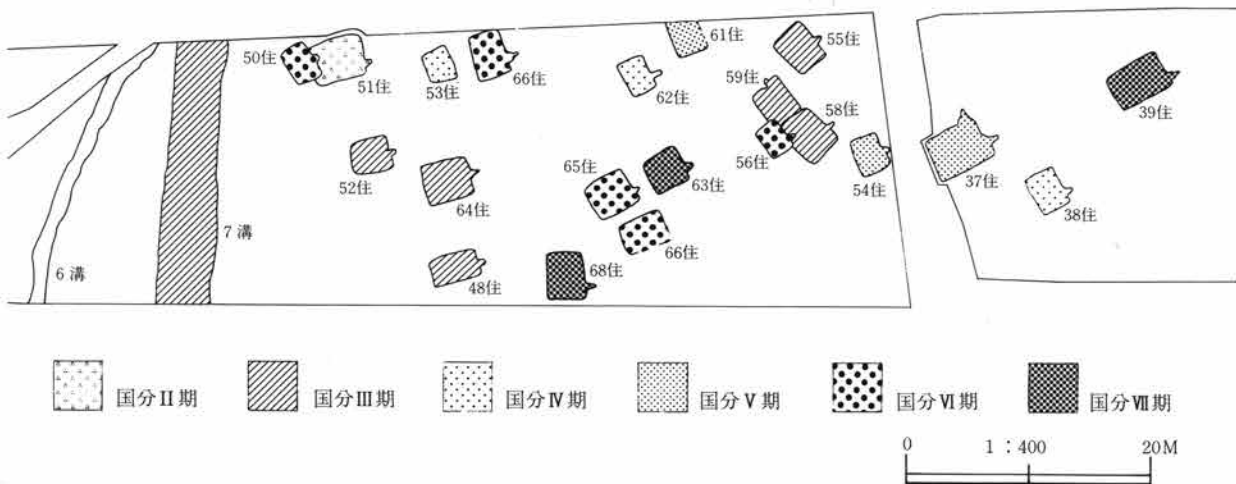 61住
55住
50住
51住
53住
66住
62住
59住
58住
39住
52住
64住
65住
63住
56住
54住
37住
38住
7溝
66住
6溝
48住
68住
国分Ⅱ期
国分Ⅲ期
国分Ⅳ期
国分Ⅴ期
国分Ⅵ期
国分Ⅶ期
0 1：400 20M